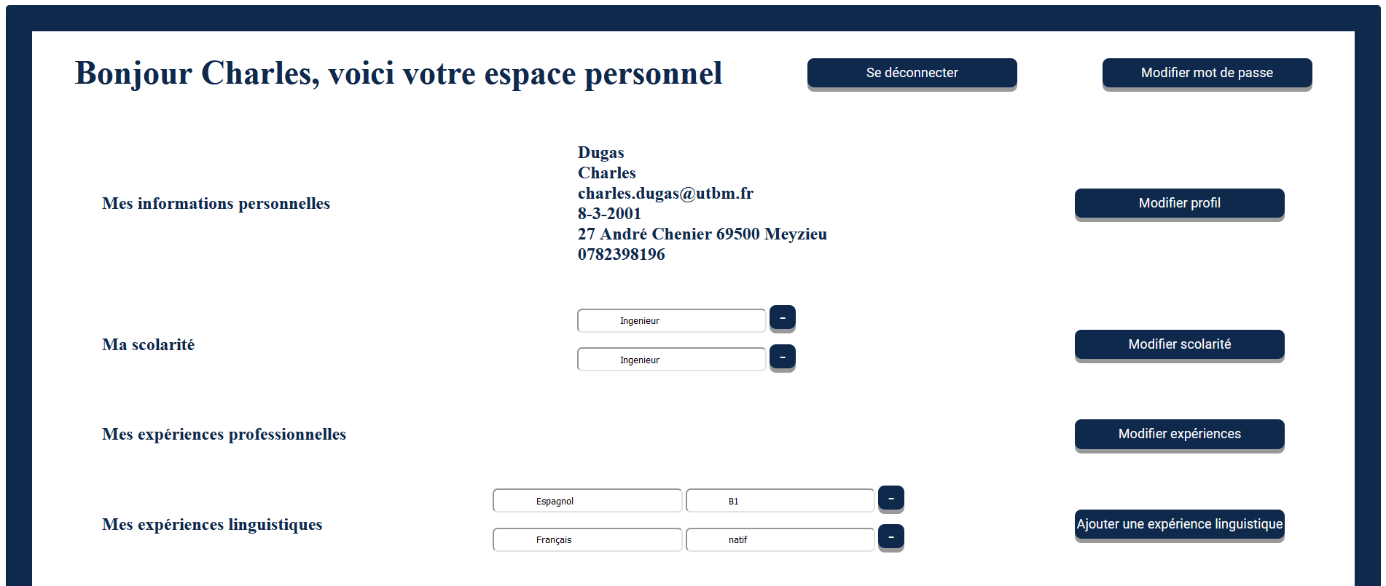 Bonjour Charles, voici votre espace personnel
Se déconnecter
Modifier mot de passe
Mes informations personnelles
Dugas
Charles
charles.dugas@utbm.fr
8-3-2001
27 André Chenier 69500 Meyzieu
0782398196
Modifier profil
Ma scolarité
Ingenieur
-
Ingenieur
-
Modifier scolarité
Mes expériences professionnelles
Modifier expériences
Mes expériences linguistiques
Espagnol B1 -
Français natif -
Ajouter une expérience linguistique